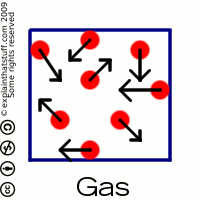 © explainthatstuff.com 2009
Some rights reserved
Gas